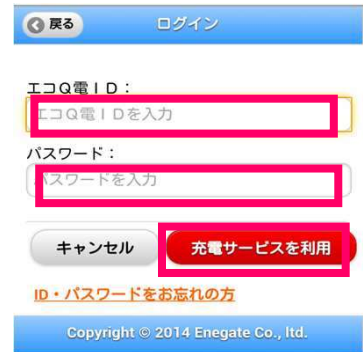 戻る
ログイン
エコQ電ID：
エコQ電IDを入力
パスワード：
パスワードを入力
キャンセル
充電サービスを利用
ID・パスワードをお忘れの方
Copyright © 2014 Enegate Co., ltd.